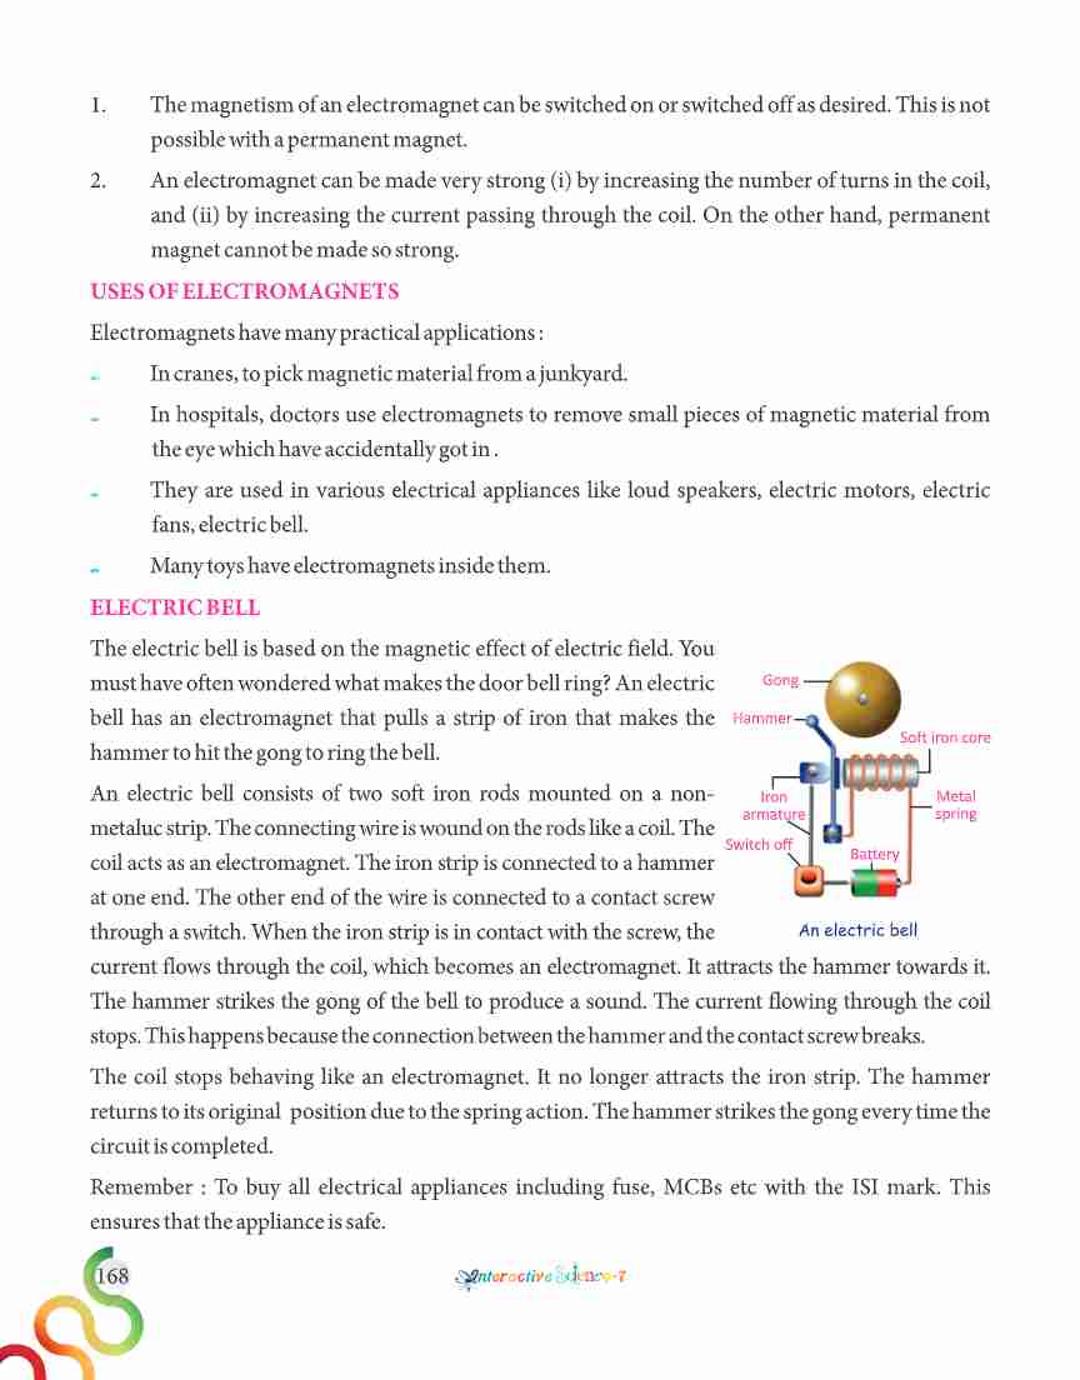 1. The magnetism of an electromagnet can be switched on or switched off as desired. This is not
possible with a permanent magnet.
2. An electromagnet can be made very strong (i) by increasing the number of turns in the coil,
and (ii) by increasing the current passing through the coil. On the other hand, permanent
magnet cannot be made so strong.
USES OF ELECTROMAGNETS
Electromagnets have many practical applications :
- In cranes, to pick magnetic material from a junkyard.
- In hospitals, doctors use electromagnets to remove small pieces of magnetic material from
the eye which have accidentally got in .
- They are used in various electrical appliances like loud speakers, electric motors, electric
fans, electric bell.
- Many toys have electromagnets inside them.
ELECTRIC BELL
The electric bell is based on the magnetic effect of electric field. You
must have often wondered what makes the door bell ring? An electric
bell has an electromagnet that pulls a strip of iron that makes the
hammer to hit the gong to ring the bell.
An electric bell consists of two soft iron rods mounted on a non-
metaluc strip. The connecting wire is wound on the rods like a coil. The
coil acts as an electromagnet. The iron strip is connected to a hammer
at one end. The other end of the wire is connected to a contact screw
through a switch. When the iron strip is in contact with the screw, the
Gong
Hammer
Soft iron core
Iron
armature
Metal
spring
Switch off
Battery
An electric bell
current flows through the coil, which becomes an electromagnet. It attracts the hammer towards it.
The hammer strikes the gong of the bell to produce a sound. The current flowing through the coil
stops. This happens because the connection between the hammer and the contact screw breaks.
The coil stops behaving like an electromagnet. It no longer attracts the iron strip. The hammer
returns to its original position due to the spring action. The hammer strikes the gong every time the
circuit is completed.
Remember : To buy all electrical appliances including fuse, MCBs etc with the ISI mark. This
ensures that the appliance is safe.
168
Interactive Science-7